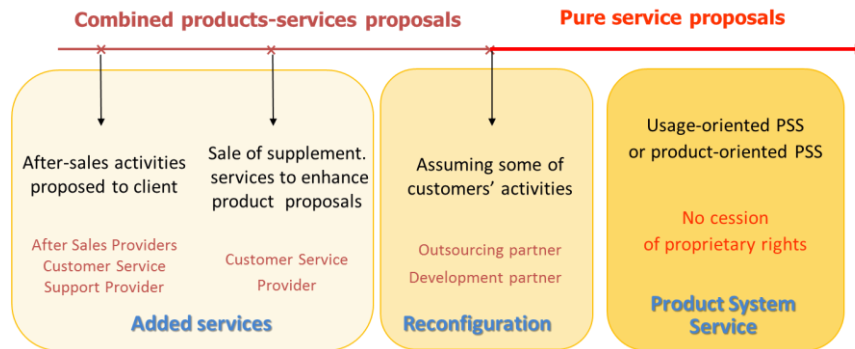 Combined products-services proposals
Pure service proposals
After-sales activities
proposed to client
After Sales Providers
Customer Service
Support Provider
Sale of supplement.
services to enhance
product proposals
Customer Service
Provider
Added services
Assuming some of
customers' activities
Outsourcing partner
Development partner
Reconfiguration
Usage-oriented PSS
or product-oriented PSS
No cession
of proprietary rights
Product System
Service